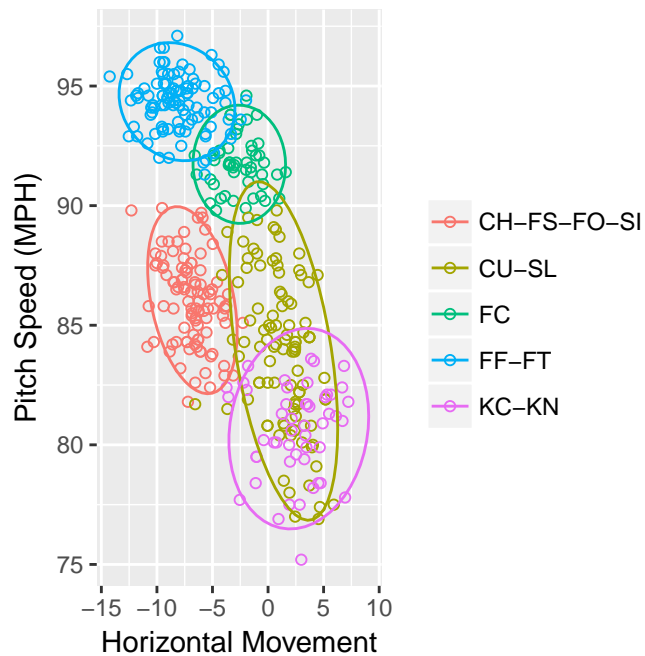 95
90
85
80
75
Pitch Speed (MPH)
−15 −10 −5 0 5 10
Horizontal Movement
CH−FS−FO−SI
CU−SL
FC
FF−FT
KC−KN